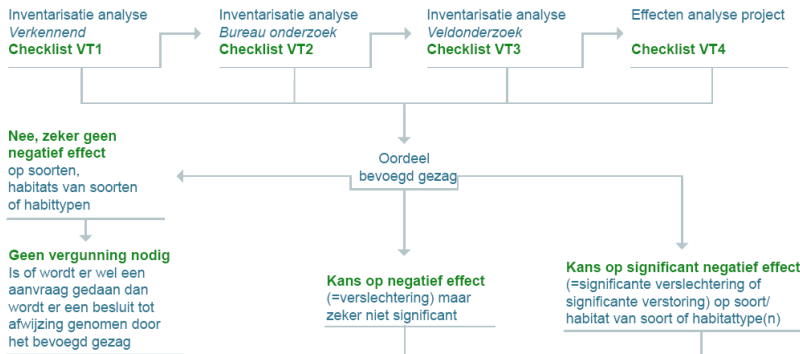 Inventarisatie analyse
Verkennend
Checklist VT1
Inventarisatie analyse
Bureau onderzoek
Checklist VT2
Inventarisatie analyse
Veldonderzoek
Checklist VT3
Effecten analyse project
Checklist VT4
Oordeel
bevoegd gezag
Nee, zeker geen
negatief effect
op soorten,
habitats van soorten
of habittypen
Geen vergunning nodig
Is of wordt er wel een
aanvraag gedaan dan
wordt er een besluit tot
afwijzing genomen door
het bevoegd gezag
Kans op negatief effect
(=verslechtering) maar
zeker niet significant
Kans op significant negatief effect
(=significante verslechtering of
significante verstoring) op soort/
habitat van soort of habitattype(n)